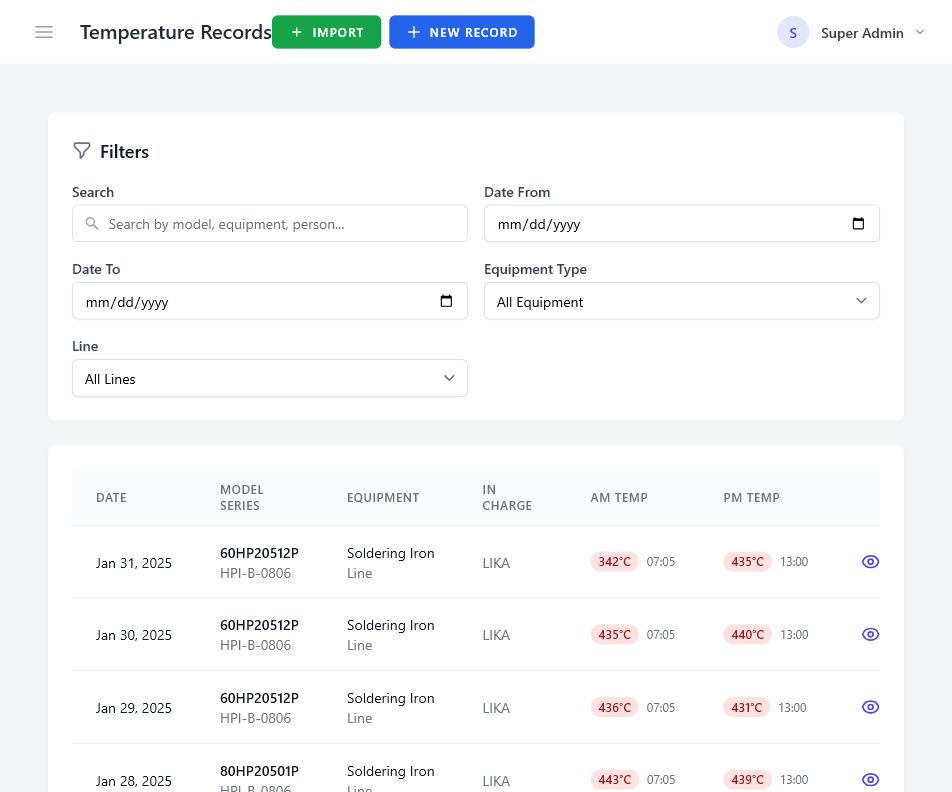 Temperature Records
IMPORT
NEW RECORD
S
Super Admin
Filters
Search
Search by model, equipment, person...
Date From
mm/dd/yyyy
Date To
mm/dd/yyyy
Equipment Type
All Equipment
Line
All Lines
DATE
MODEL
SERIES
EQUIPMENT
IN
CHARGE
AM TEMP
PM TEMP
Jan 31, 2025
60HP20512P
HPI-B-0806
Soldering Iron
Line
LIKA
342°C
07:05
435°C
13:00
Jan 30, 2025
60HP20512P
HPI-B-0806
Soldering Iron
Line
LIKA
435°C
07:05
440°C
13:00
Jan 29, 2025
60HP20512P
HPI-B-0806
Soldering Iron
Line
LIKA
436°C
07:05
431°C
13:00
Jan 28, 2025
80HP20501P
HPI-B-0806
Soldering Iron
Line
LIKA
443°C
07:05
439°C
13:00